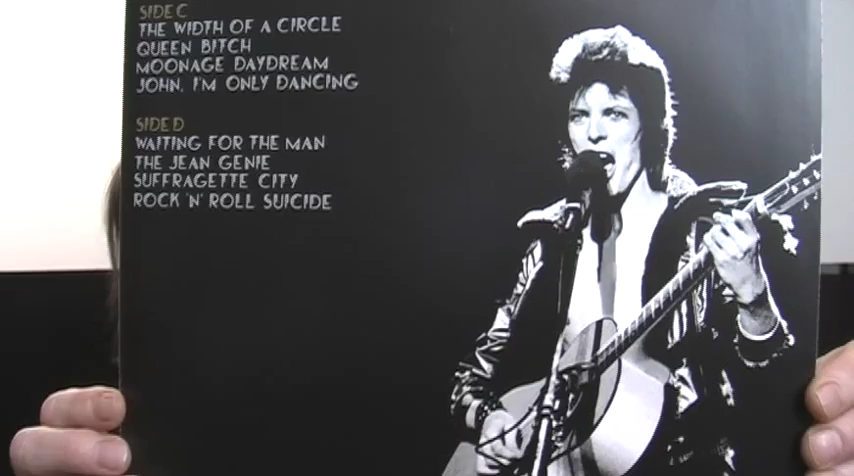 SIDE C
THE WIDTH OF A CIRCLE
QUEEN BITCH
MOONAGE DAYDREAM
JOHN, I'M ONLY DANCING
SIDE D
WAITING FOR THE MAN
THE JEAN GENIE
SUFFRAGETTE CITY
ROCK 'N' ROLL SUICIDE